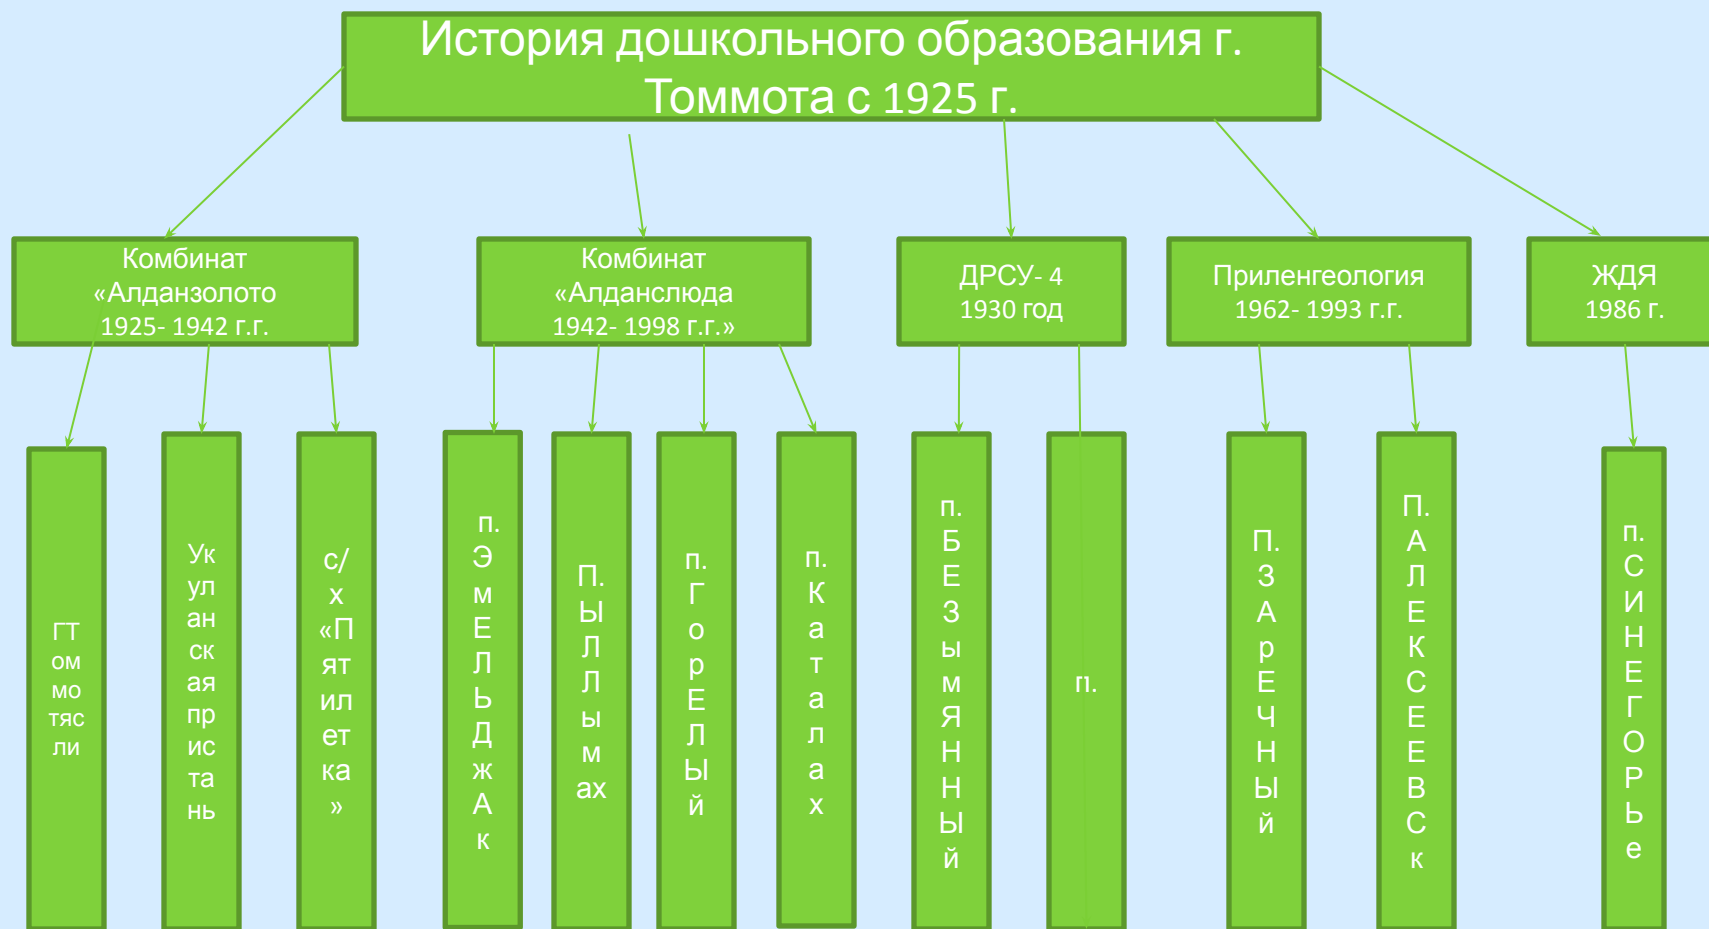 История дошкольного образования г.
Томмота с 1925 г.
Комбинат
«Алданзолото
1925- 1942 г.г.
Комбинат
«Алданслюда
1942- 1998 г.г.»
ДРСУ- 4
1930 год
Приленгеология
1962- 1993 г.г.
ЖДЯ
1986 г.
ГТ
ом
мо
тяс
ли
Ук
ул
ан
ск
ая
пр
ис
та
нь
с/
х
«П
ят
ил
ет
ка
»
п.
Э
м
Е
Л
Ь
Д
ж
А
к
П.
Ы
Л
Л
ы
м
ах
п.
Г
о
р
Е
Л
Ы
й
п.
К
а
т
а
л
а
х
п.
Б
Е
З
ы
м
Я
Н
Н
Ы
й
п.
П.
З
А
р
Е
Ч
Н
Ы
й
П.
А
Л
Е
К
С
Е
Е
В
С
к
п.
С
И
Н
Е
Г
О
Р
Ь
е